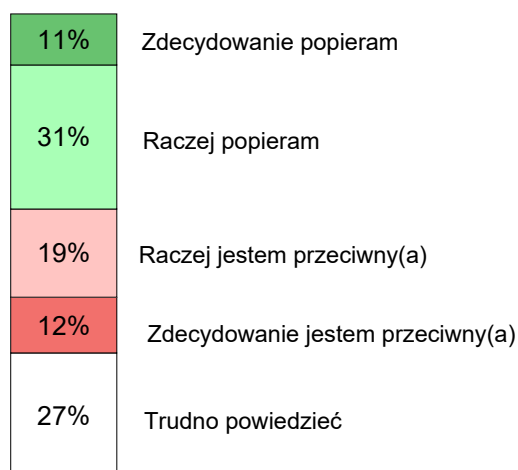 11% Zdecydowanie popieram
31% Raczej popieram
19% Raczej jestem przeciwny(a)
12% Zdecydowanie jestem przeciwny(a)
27% Trudno powiedzieć